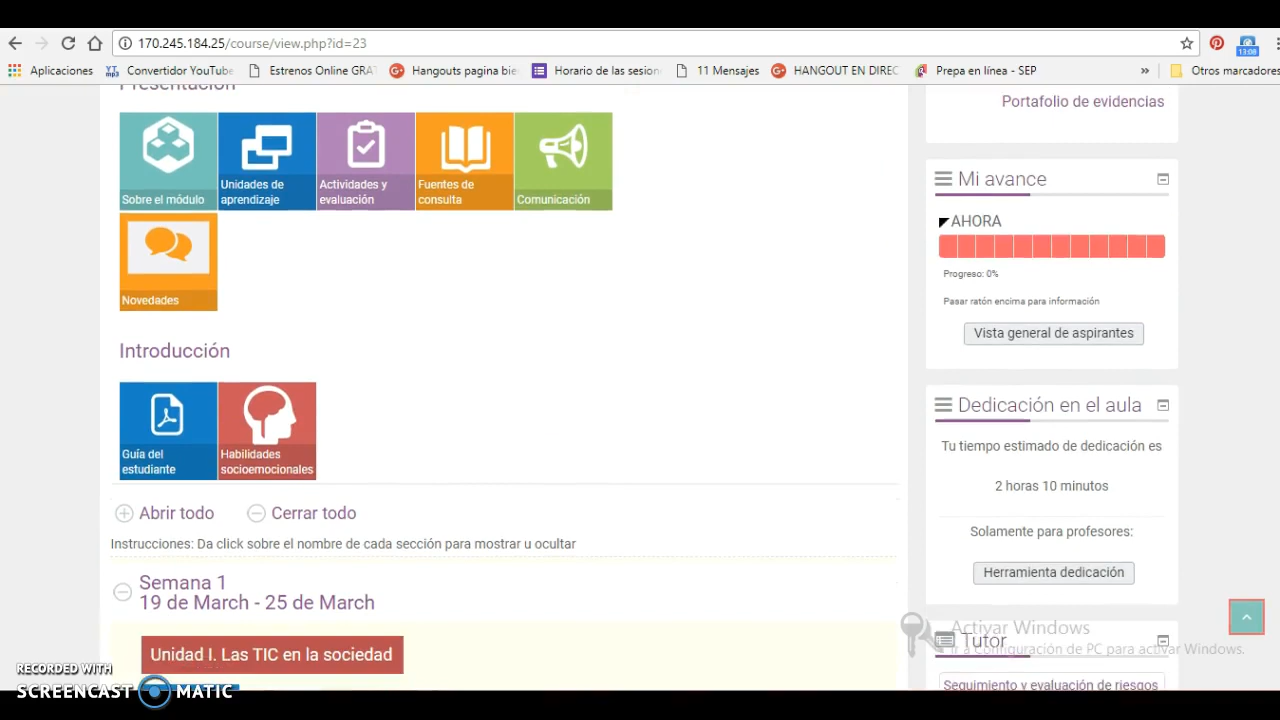 170.245.184.25/course/view.php?id=23
13:08
Aplicaciones
Convertidor YouTube
Estrenos Online GRAT
Hangouts pagina bie
Horario de las sesion
11 Mensajes
HANGOUT EN DIREC
Prepa en línea - SEP
»
Otros marcadores
Presentación
Sobre el módulo
Unidades de
aprendizaje
Actividades y
evaluación
Fuentes de
consulta
Comunicación
Novedades
Introducción
Guía del
estudiante
Habilidades
socioemocionales
Abrir todo
Cerrar todo
Instrucciones: Da click sobre el nombre de cada sección para mostrar u ocultar
Semana 1
19 de March - 25 de March
Unidad I. Las TIC en la sociedad
Portafolio de evidencias
Mi avance
AHORA
Progreso: 0%
Pasar ratón encima para información
Vista general de aspirantes
Dedicación en el aula
Tu tiempo estimado de dedicación es
2 horas 10 minutos
Solamente para profesores:
Herramienta dedicación
Tutor
Seguimiento y evaluación de riesgos
Activar Windows
Ir a Configuración de PC para activar Windows.
RECORDED WITH
SCREENCAST MATIC